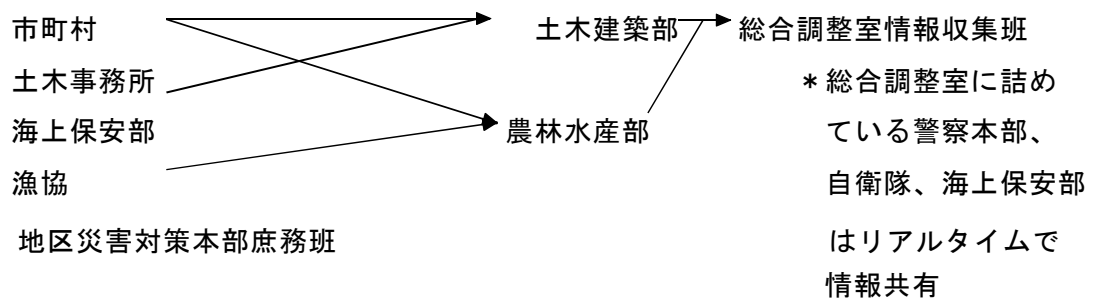 市町村
土木建築部
総合調整室情報収集班
土木事務所
*総合調整室に詰め
海上保安部
農林水産部
ている警察本部、
漁協
自衛隊、海上保安部
地区災害対策本部庶務班
はリアルタイムで
情報共有